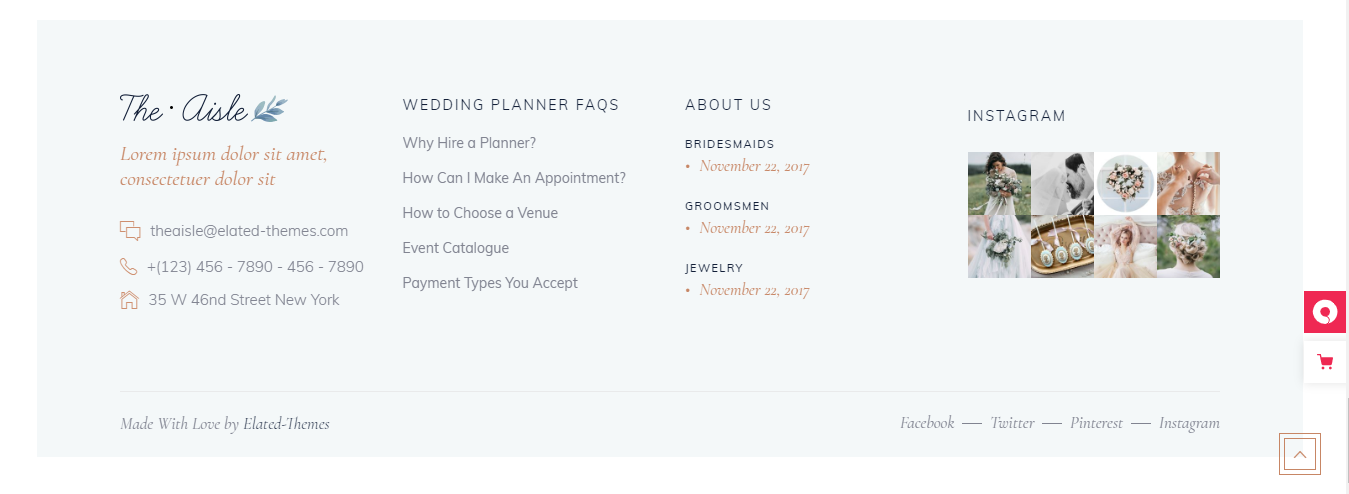 The · Aisle
Lorem ipsum dolor sit amet,
consectetuer dolor sit
theaisle@elated-themes.com
+(123) 456 - 7890 - 456 - 7890
35 W 46nd Street New York
WEDDING PLANNER FAQS
Why Hire a Planner?
How Can I Make An Appointment?
How to Choose a Venue
Event Catalogue
Payment Types You Accept
ABOUT US
BRIDESMAIDS
• November 22, 2017
GROOMSMEN
• November 22, 2017
JEWELRY
• November 22, 2017
INSTAGRAM
Made With Love by Elated-Themes
Facebook — Twitter — Pinterest — Instagram